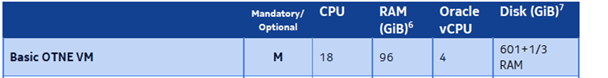 Mandatory/ Optional CPU RAM (GiB)6 Oracle vCPU Disk (GiB)7
Basic OTNE VM M 18 96 4 601+1/3 RAM